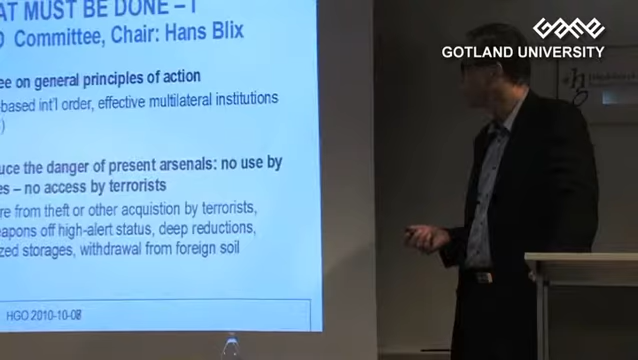 AT MUST BE DONE – I
Committee, Chair: Hans Blix
ee on general principles of action
-based int'l order, effective multilateral institutions
)
uce the danger of present arsenals: no use by
es – no access by terrorists
re from theft or other acquistion by terrorists,
eapons off high-alert status, deep reductions,
zed storages, withdrawal from foreign soil
HGO 2010-10-08
GAME
GOTLAND UNIVERSITY